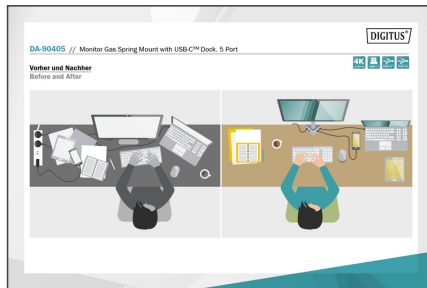 DIGITUS®
DA-90405 // Monitor Gas Spring Mount with USB-C™ Dock, 5 Port
4K
Vorher und Nachher
Before and After